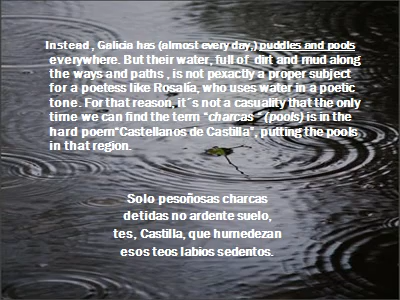 Instead , Galicia has (almost every day,) puddles and pools
everywhere. But their water, full of dirt and mud along
the ways and paths , is not pexactly a proper subject
for a poetess like Rosalía, who uses water in a poetic
tone. For that reason, it´s not a casuality that the only
time we can find the term “charcas” (pools) is in the
hard poem“Castellanos de Castilla”, putting the pools
in that region.
Solo pesoñosas charcas
detidas no ardente suelo,
tes, Castilla, que humedezan
esos teos labios sedentos.